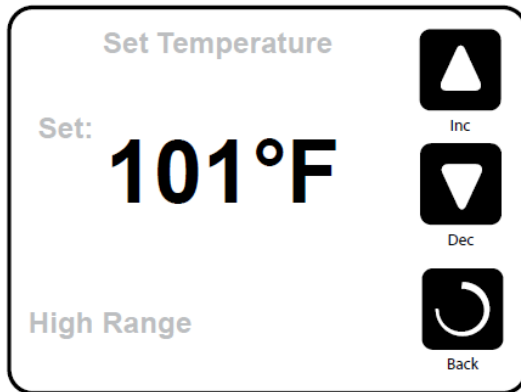 Set Temperature
Inc
Set:
101°F
Dec
High Range
Back